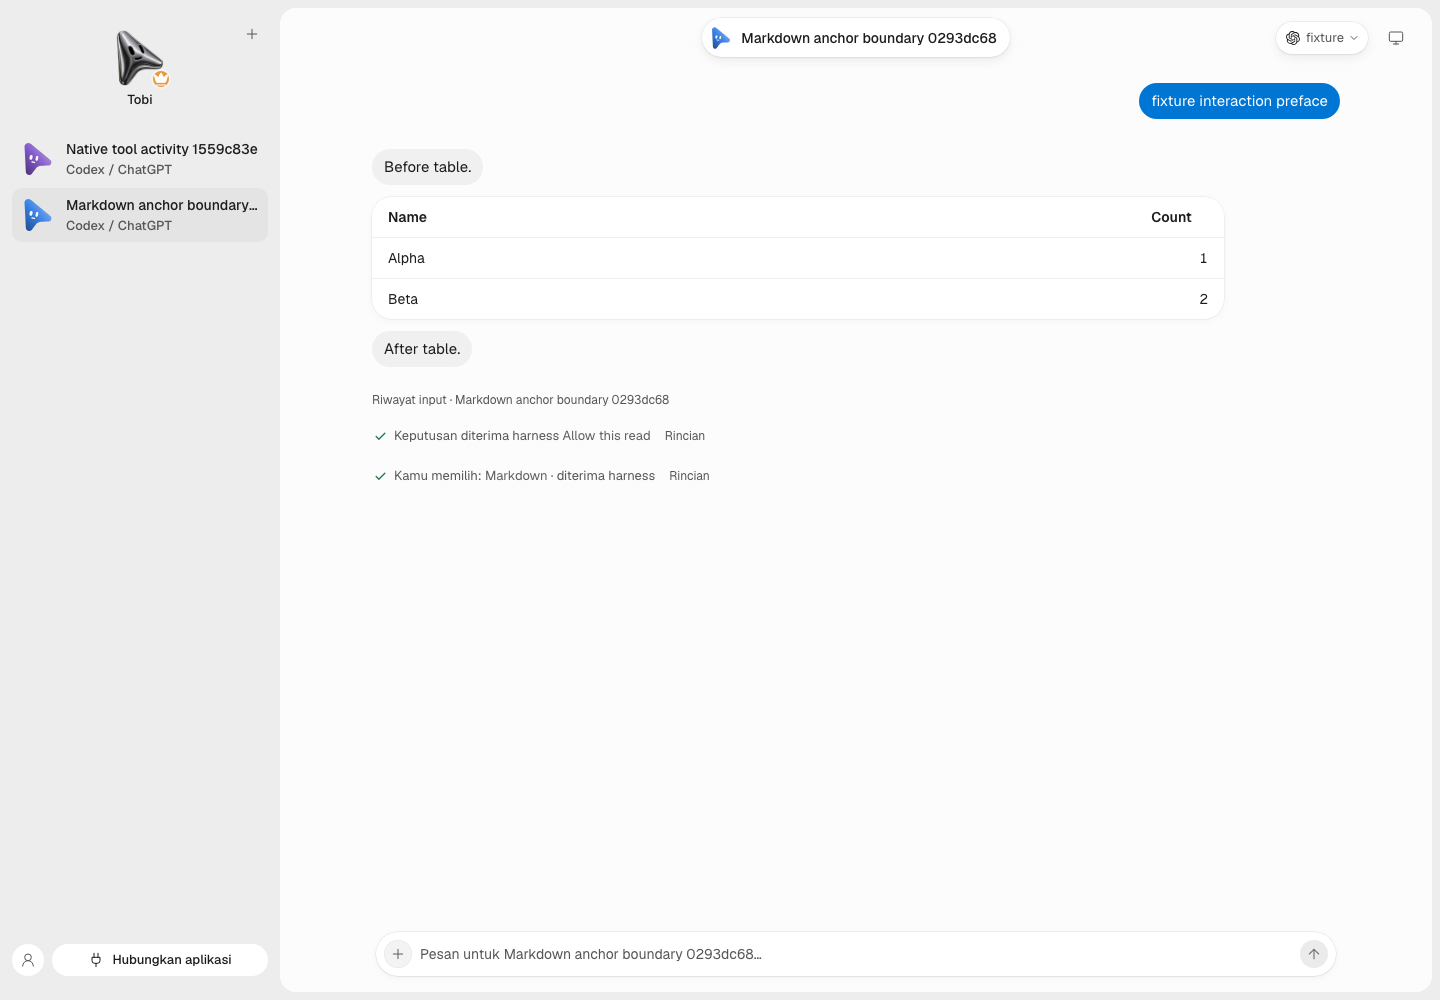 Tobi
Native tool activity 1559c83e
Codex / ChatGPT
Markdown anchor boundary…
Codex / ChatGPT
Hubungkan aplikasi
Markdown anchor boundary 0293dc68
fixture
fixture interaction preface
Before table.
Name Count
Alpha 1
Beta 2
After table.
Riwayat input · Markdown anchor boundary 0293dc68
Keputusan diterima harness Allow this read Rincian
Kamu memilih: Markdown · diterima harness Rincian
Pesan untuk Markdown anchor boundary 0293dc68…